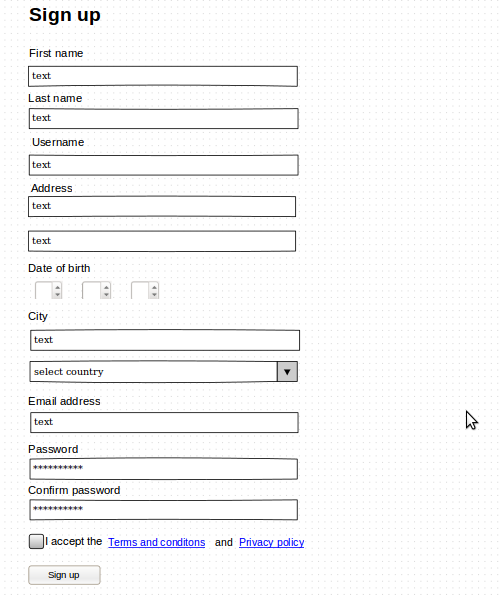 Sign up
First name
text
Last name
text
Username
text
Address
text
text
Date of birth
City
text
select country
Email address
text
Password
**********
Confirm password
**********
I accept the Terms and conditons and Privacy policy
Sign up